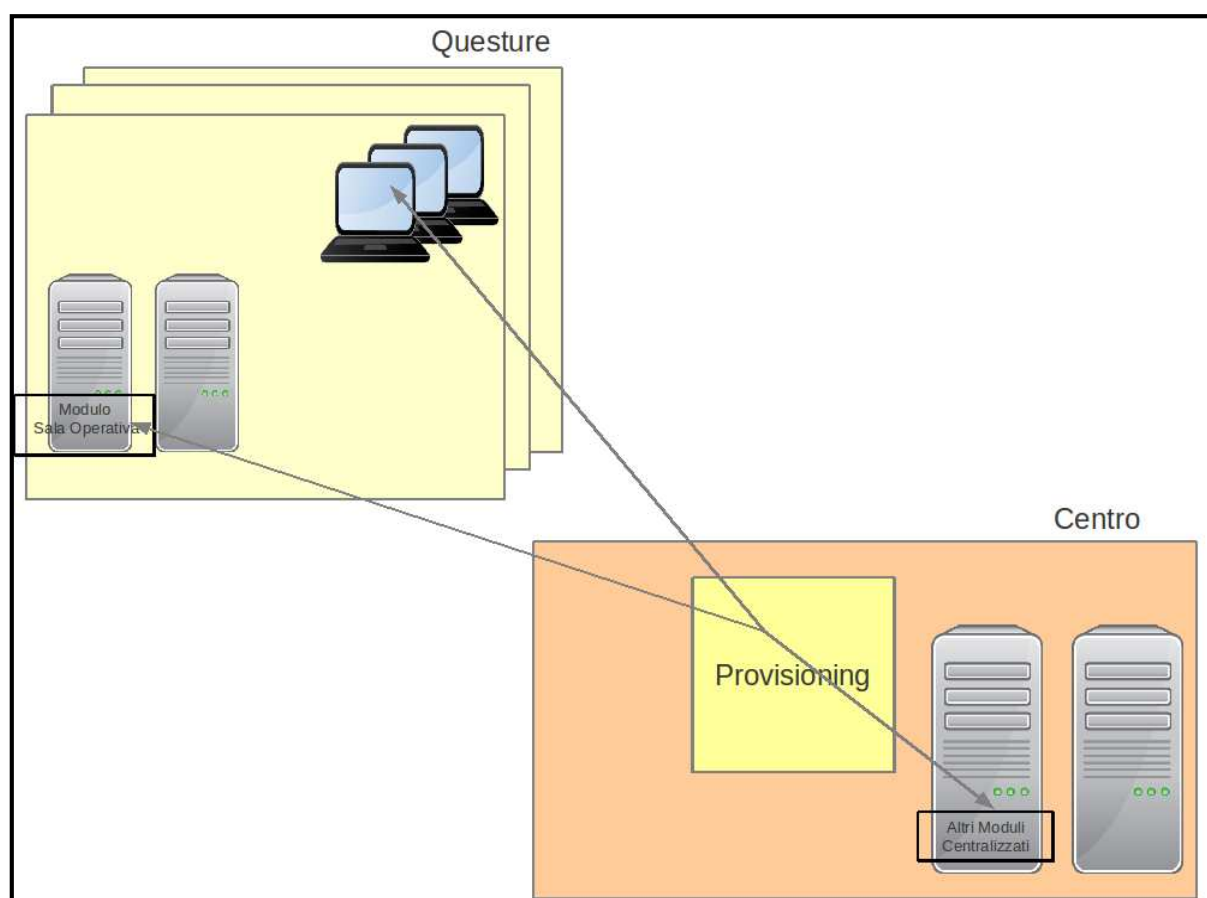 Questure
Modulo
Sala Operativa
Centro
Provisioning
Altri Moduli
Centralizzati